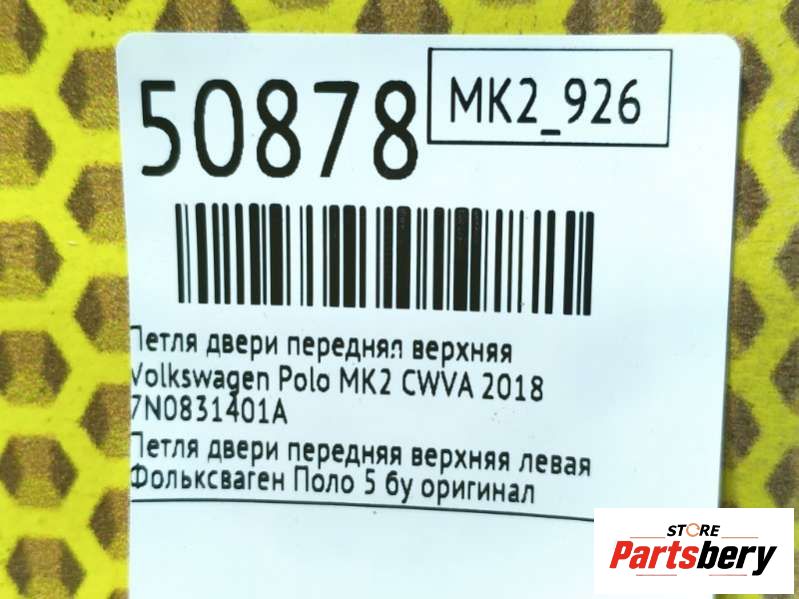 50878
MK2_926
Петля двери передняя верхняя
Volkswagen Polo MK2 CWVA 2018
7N0831401A
Петля двери передняя верхняя левая
Фольксваген Поло 5 бу оригинал
STORE
Partsbery